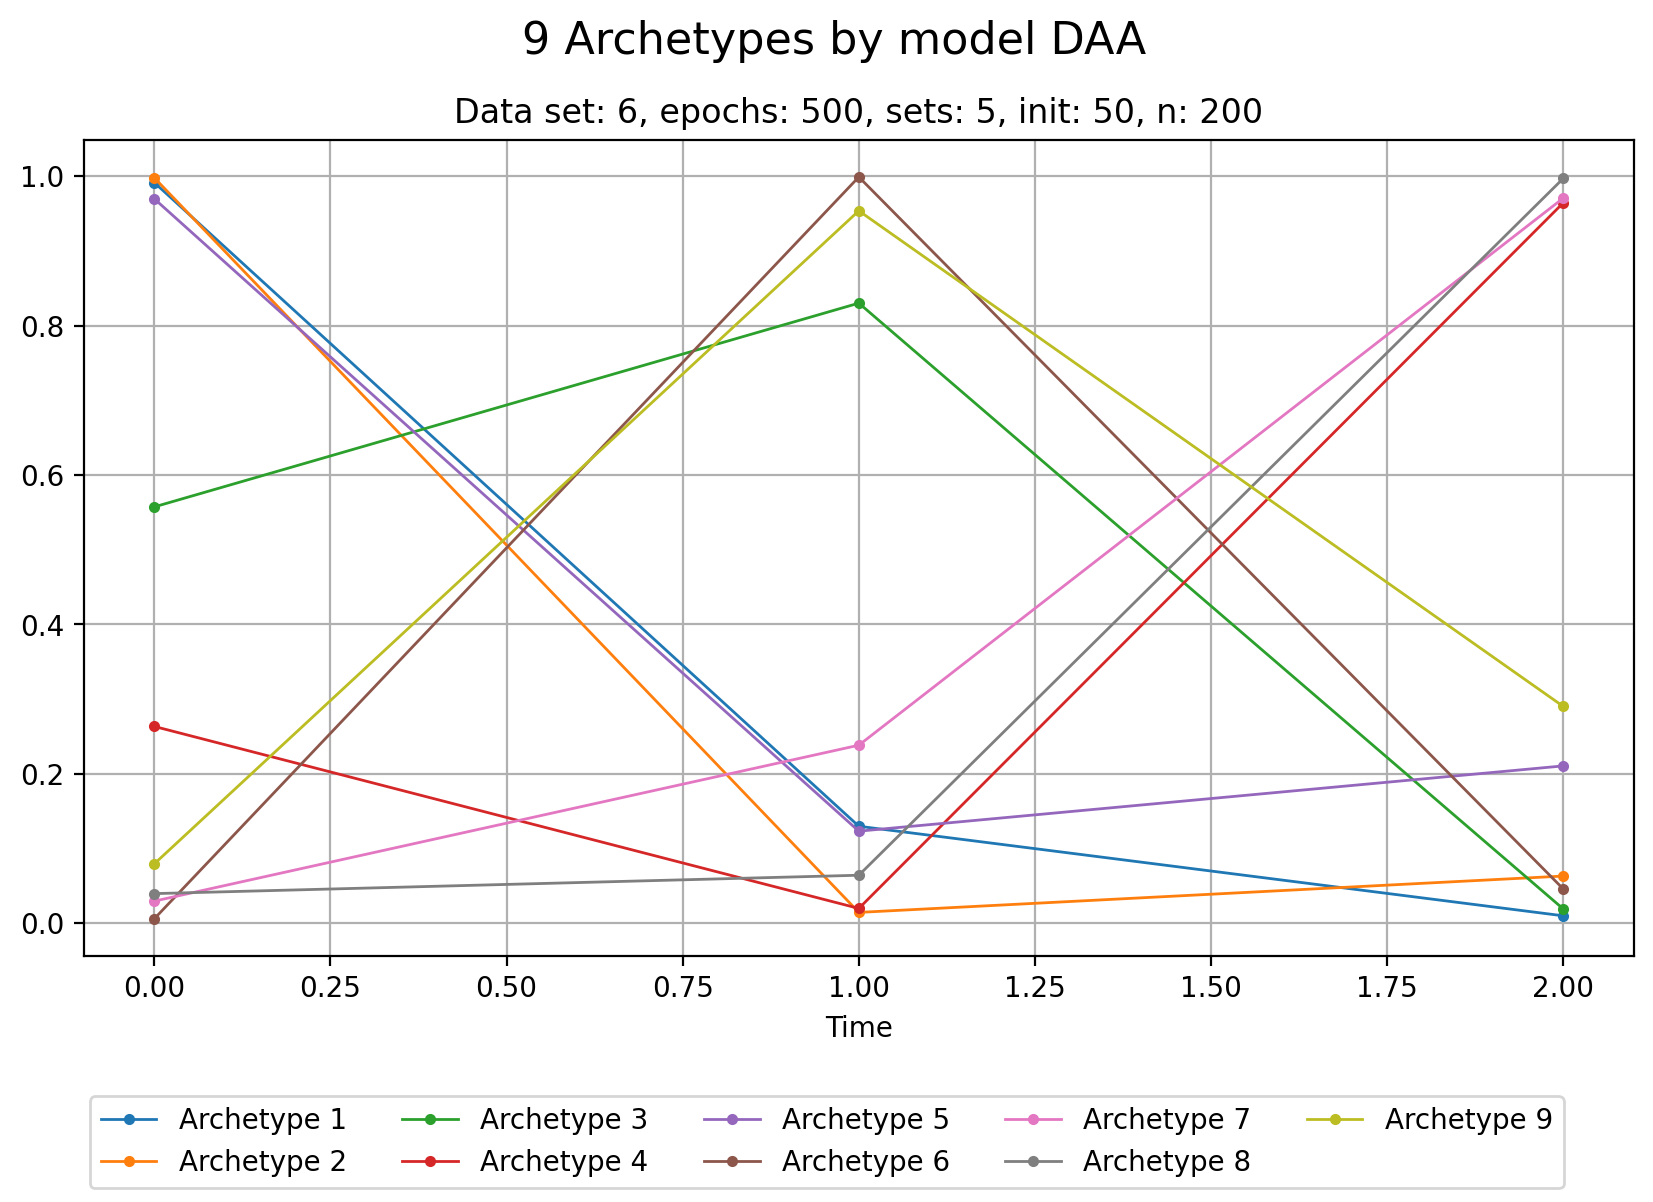 9 Archetypes by model DAA
Data set: 6, epochs: 500, sets: 5, init: 50, n: 200
1.0
0.8
0.6
0.4
0.2
0.0
0.00 0.25 0.50 0.75 1.00 1.25 1.50 1.75 2.00
Time
Archetype 1 Archetype 3 Archetype 5 Archetype 7 Archetype 9
Archetype 2 Archetype 4 Archetype 6 Archetype 8